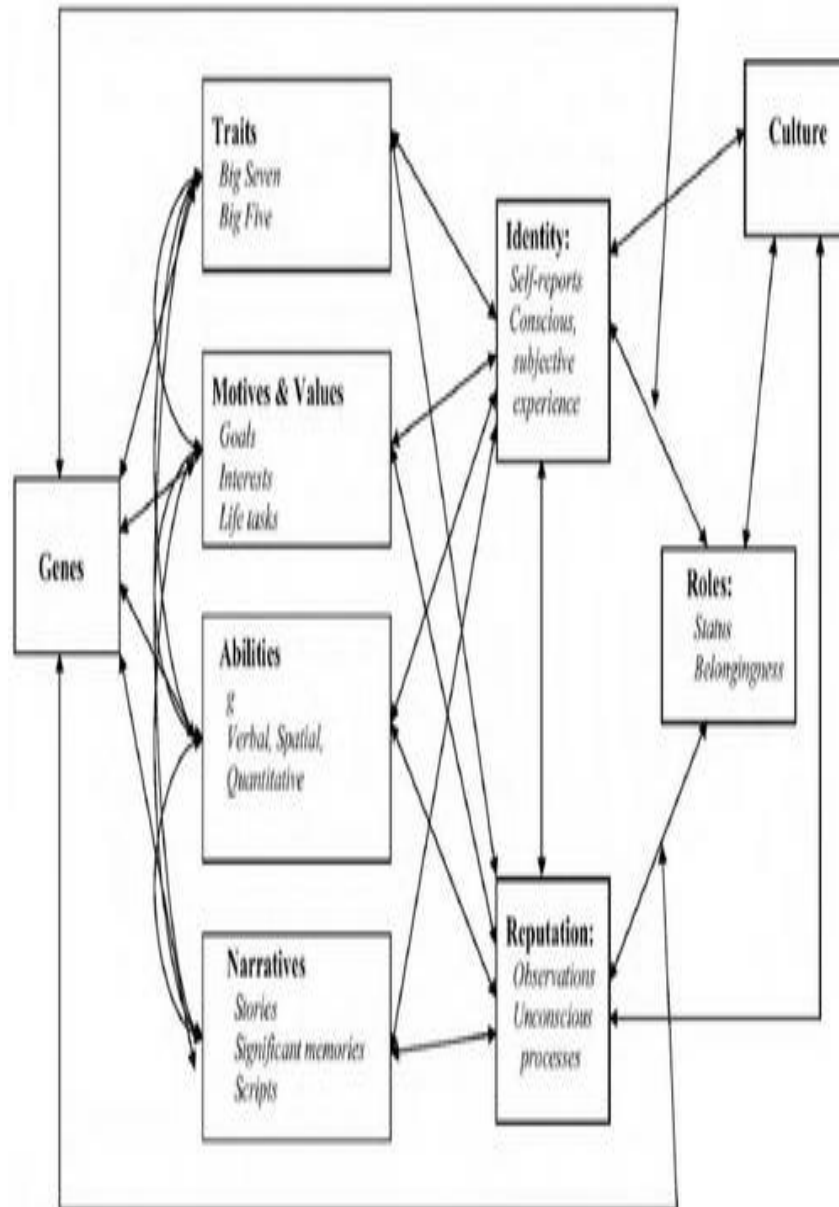 Traits
Big Seven
Big Five
Motives & Values
Goals
Interests
Life tasks
Genes
Abilities
g
Verbal, Spatial,
Quantitative
Narratives
Stories
Significant memories
Scripts
Identity:
Self-reports
Conscious,
subjective
experience
Reputation:
Observations
Unconscious
processes
Culture
Roles:
Status
Belongingness